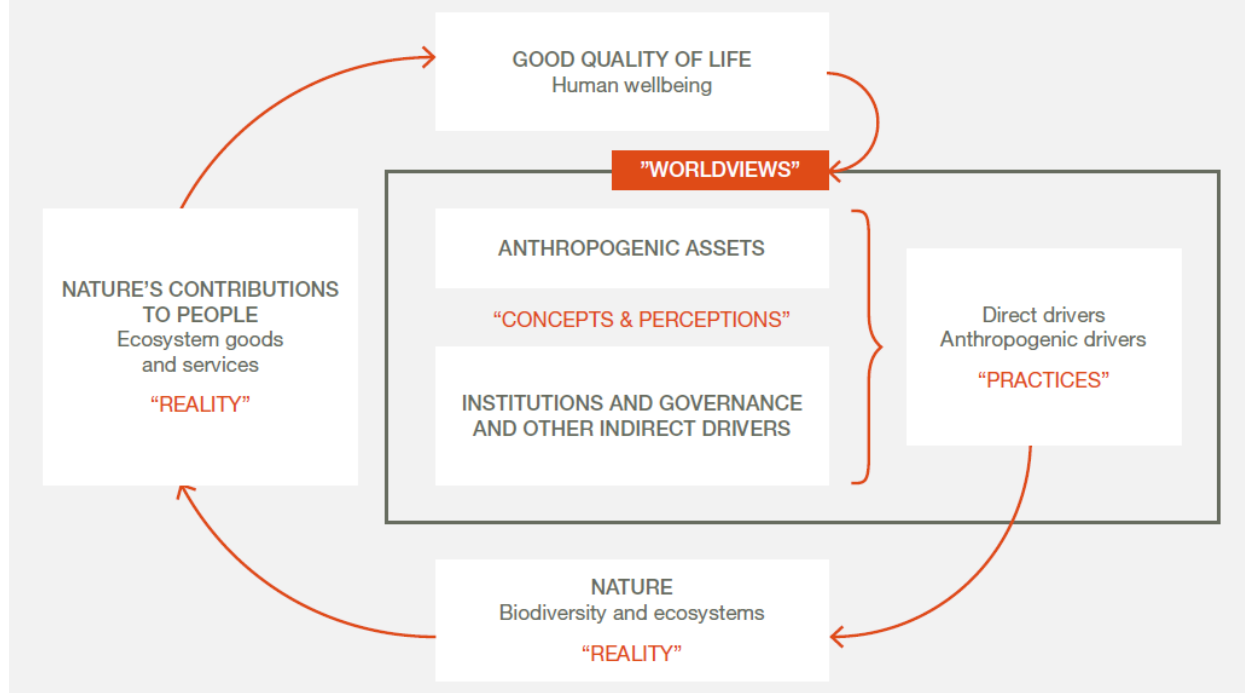 GOOD QUALITY OF LIFE
Human wellbeing
”WORLDVIEWS”
ANTHROPOGENIC ASSETS
“CONCEPTS & PERCEPTIONS”
INSTITUTIONS AND GOVERNANCE
AND OTHER INDIRECT DRIVERS
NATURE’S CONTRIBUTIONS
TO PEOPLE
Ecosystem goods
and services
“REALITY”
Direct drivers
Anthropogenic drivers
“PRACTICES”
NATURE
Biodiversity and ecosystems
“REALITY”